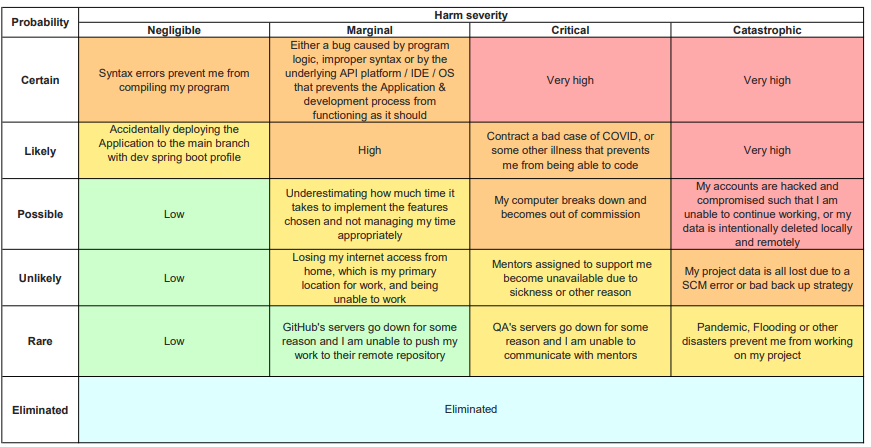 Probability
Harm severity
Negligible
Marginal
Critical
Catastrophic
Certain
Syntax errors prevent me from
compiling my program
Either a bug caused by program
logic, improper syntax or by the
underlying API platform / IDE / OS
that prevents the Application &
development process from
functioning as it should
Very high
Very high
Likely
Accidentally deploying the
Application to the main branch
with dev spring boot profile
High
Contract a bad case of COVID, or
some other illness that prevents
me from being able to code
Very high
Possible
Low
Underestimating how much time it
takes to implement the features
chosen and not managing my time
appropriately
My computer breaks down and
becomes out of commission
My accounts are hacked and
compromised such that I am
unable to continue working, or my
data is intentionally deleted locally
and remotely
Unlikely
Low
Losing my internet access from
home, which is my primary
location for work, and being
unable to work
Mentors assigned to support me
become unavailable due to
sickness or other reason
My project data is all lost due to a
SCM error or bad back up strategy
Rare
Low
GitHub's servers go down for some
reason and I am unable to push my
work to their remote repository
QA's servers go down for some
reason and I am unable to
communicate with mentors
Pandemic, Flooding or other
disasters prevent me from working
on my project
Eliminated
Eliminated